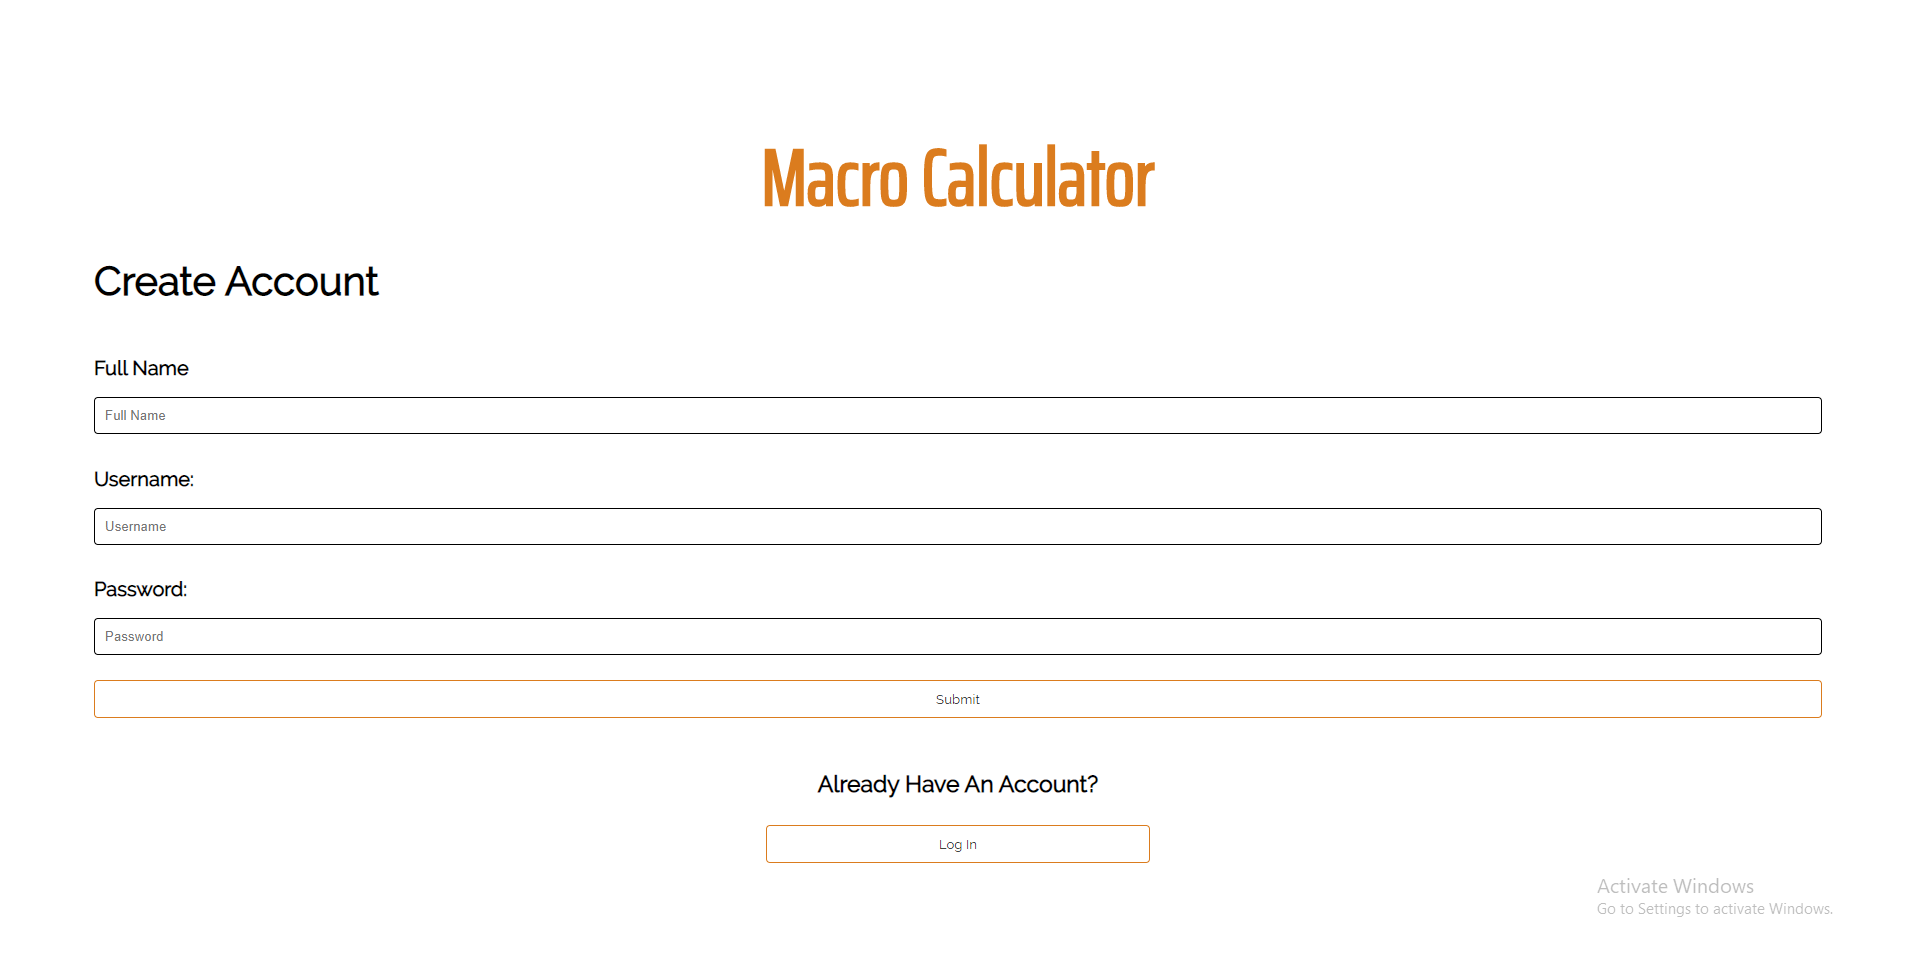 Macro Calculator
Create Account
Full Name
Full Name
Username:
Username
Password:
Password
Submit
Already Have An Account?
Log In
Activate Windows
Go to Settings to activate Windows.